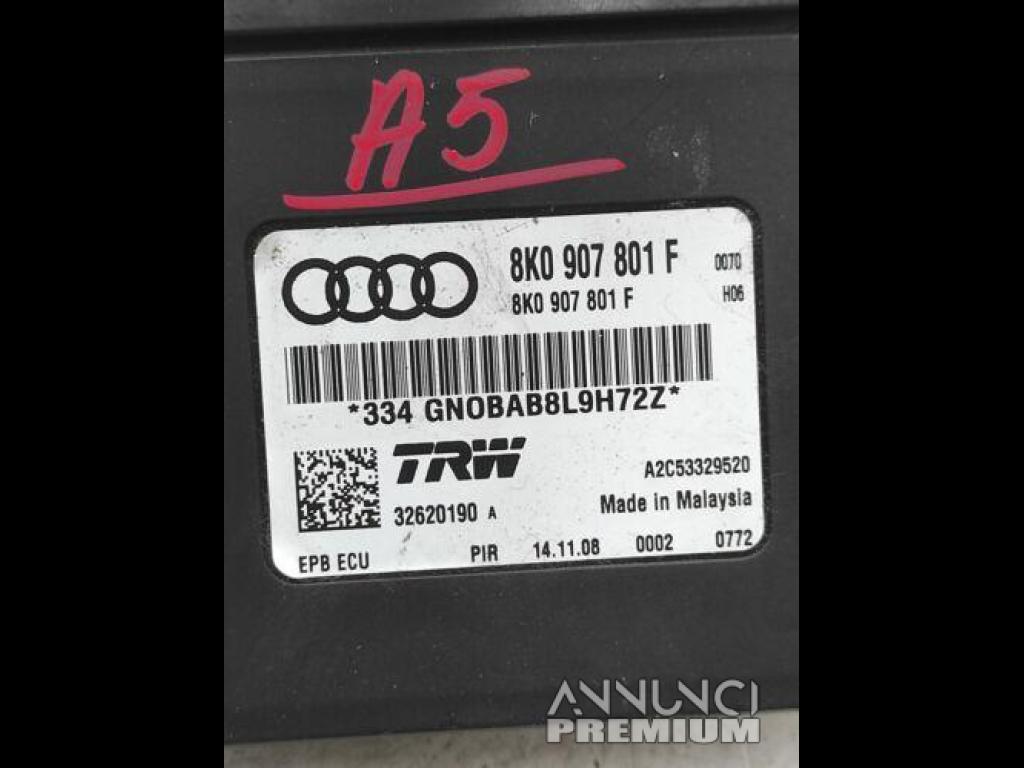 A5
8K0 907 801 F 0070
8K0 907 801 F H06
*334 GNOBAB8L9H72Z*
TRW
A2C53329520
32620190 A
Made in Malaysia
EPB ECU PIR 14.11.08 0002 0772
ANNUNCI
PREMIUM